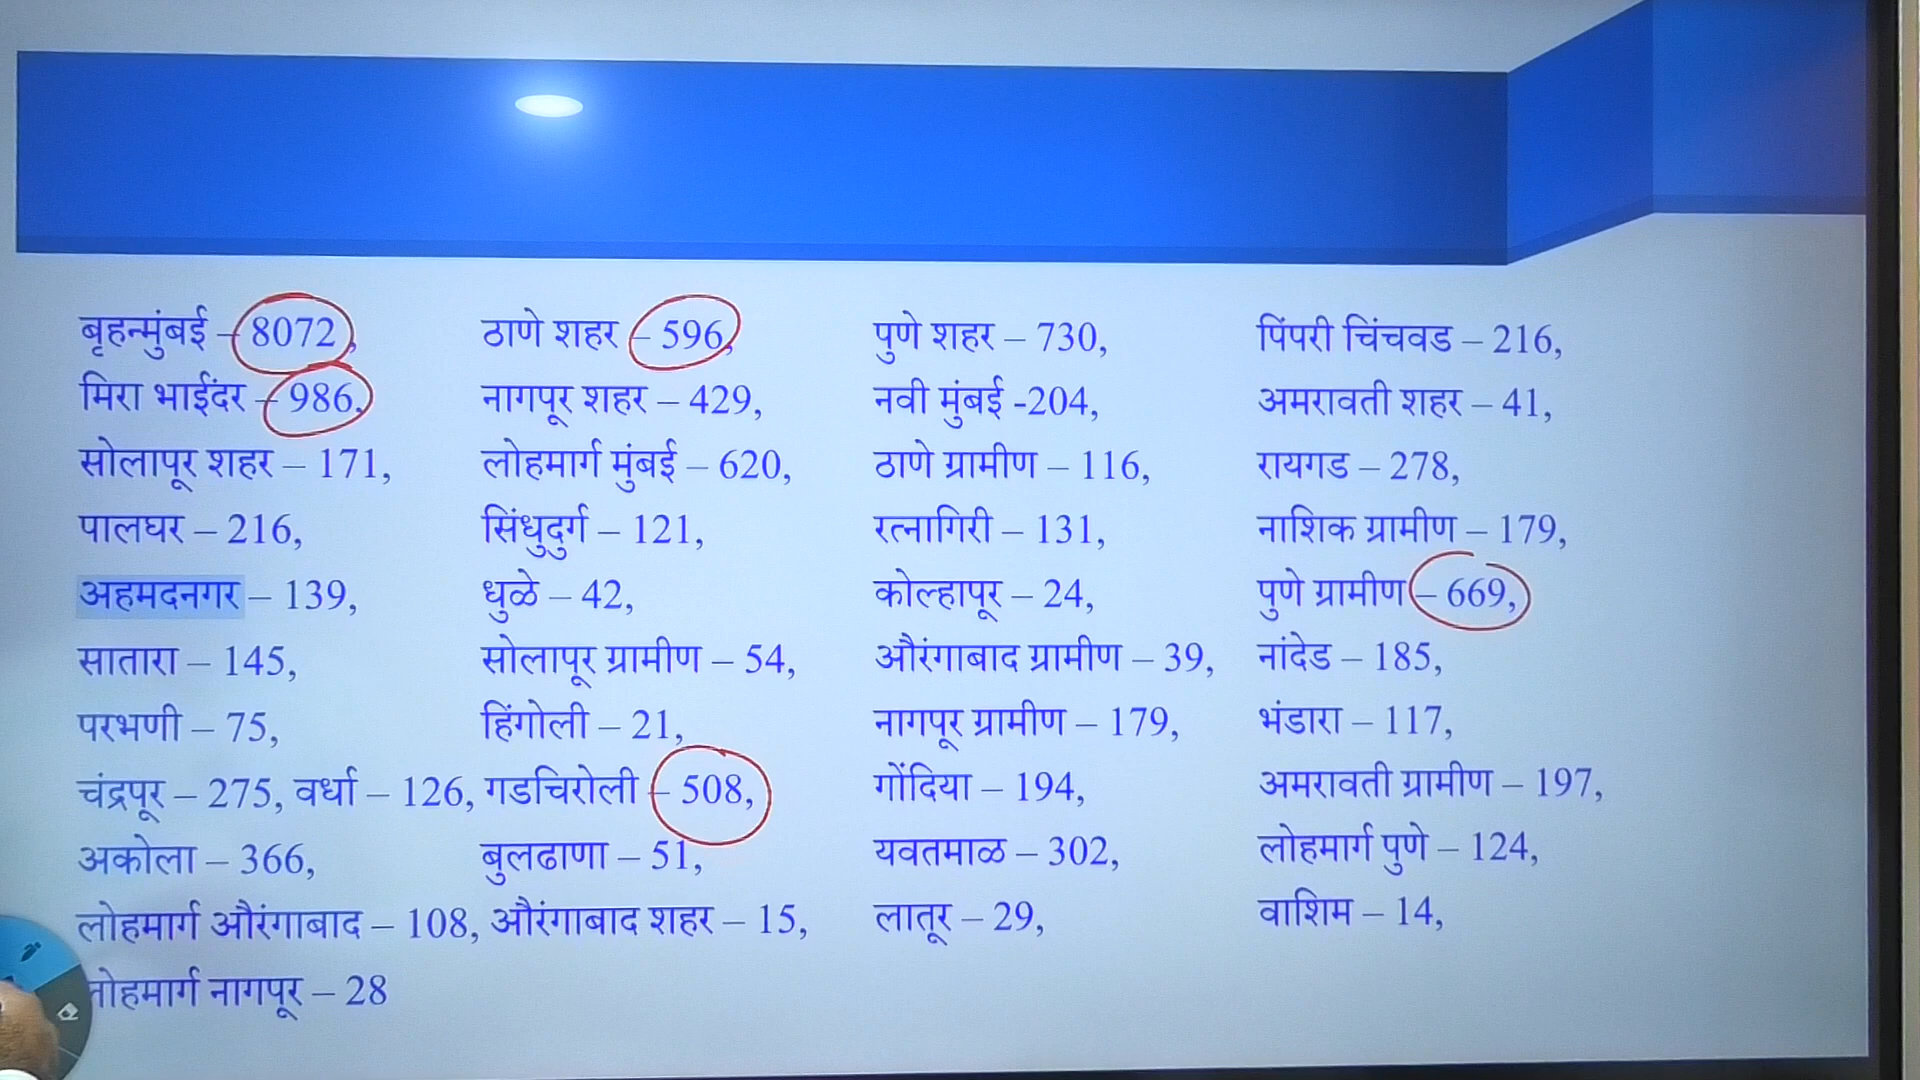 बृहन्मुंबई – 8072, ठाणे शहर – 596, पुणे शहर – 730, पिंपरी चिंचवड – 216,
मिरा भाईंदर – 986, नागपूर शहर – 429, नवी मुंबई -204, अमरावती शहर – 41,
सोलापूर शहर – 171, लोहमार्ग मुंबई – 620, ठाणे ग्रामीण – 116, रायगड – 278,
पालघर – 216, सिंधुदुर्ग – 121, रत्नागिरी – 131, नाशिक ग्रामीण – 179,
अहमदनगर – 139, धुळे – 42, कोल्हापूर – 24, पुणे ग्रामीण – 669,
सातारा – 145, सोलापूर ग्रामीण – 54, औरंगाबाद ग्रामीण – 39, नांदेड – 185,
परभणी – 75, हिंगोली – 21, नागपूर ग्रामीण – 179, भंडारा – 117,
चंद्रपूर – 275, वर्धा – 126, गडचिरोली – 508, गोंदिया – 194, अमरावती ग्रामीण – 197,
अकोला – 366, बुलढाणा – 51, यवतमाळ – 302, लोहमार्ग पुणे – 124,
लोहमार्ग औरंगाबाद – 108, औरंगाबाद शहर – 15, लातूर – 29, वाशिम – 14,
लोहमार्ग नागपूर – 28